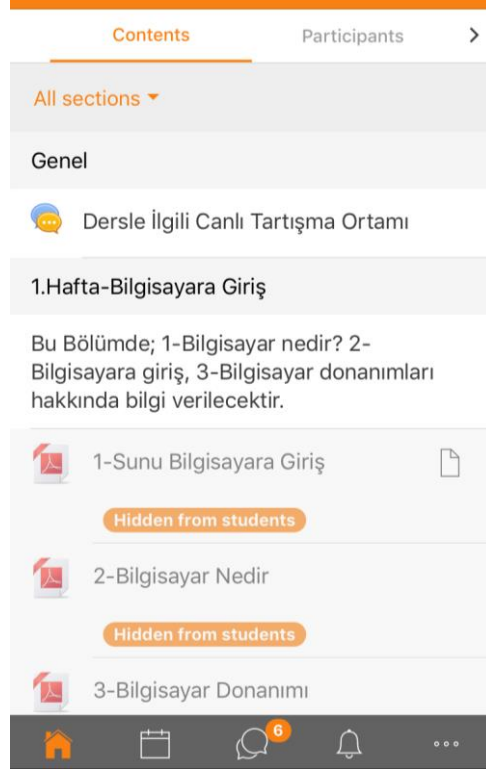 Contents
Participants
All sections
Genel
Dersle İlgili Canlı Tartışma Ortamı
1.Hafta-Bilgisayara Giriş
Bu Bölümde; 1-Bilgisayar nedir? 2-
Bilgisayara giriş, 3-Bilgisayar donanımları
hakkında bilgi verilecektir.
1-Sunu Bilgisayara Giriş
Hidden from students
2-Bilgisayar Nedir
Hidden from students
3-Bilgisayar Donanımı
6